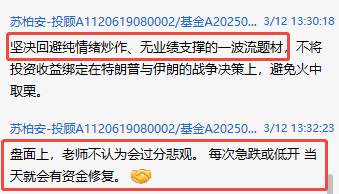 苏柏安-投顾A1120619080002/基金A20250... 3/12 13:30:18
坚决回避纯情绪炒作、无业绩支撑的一波流题材，不将
投资收益绑定在特朗普与伊朗的战争决策上，避免火中
取栗。
苏柏安-投顾A1120619080002/基金A20250... 3/12 13:32:23
盘面上，老师不认为会过分悲观。 每次急跌或低开 当
天就会有资金修复。